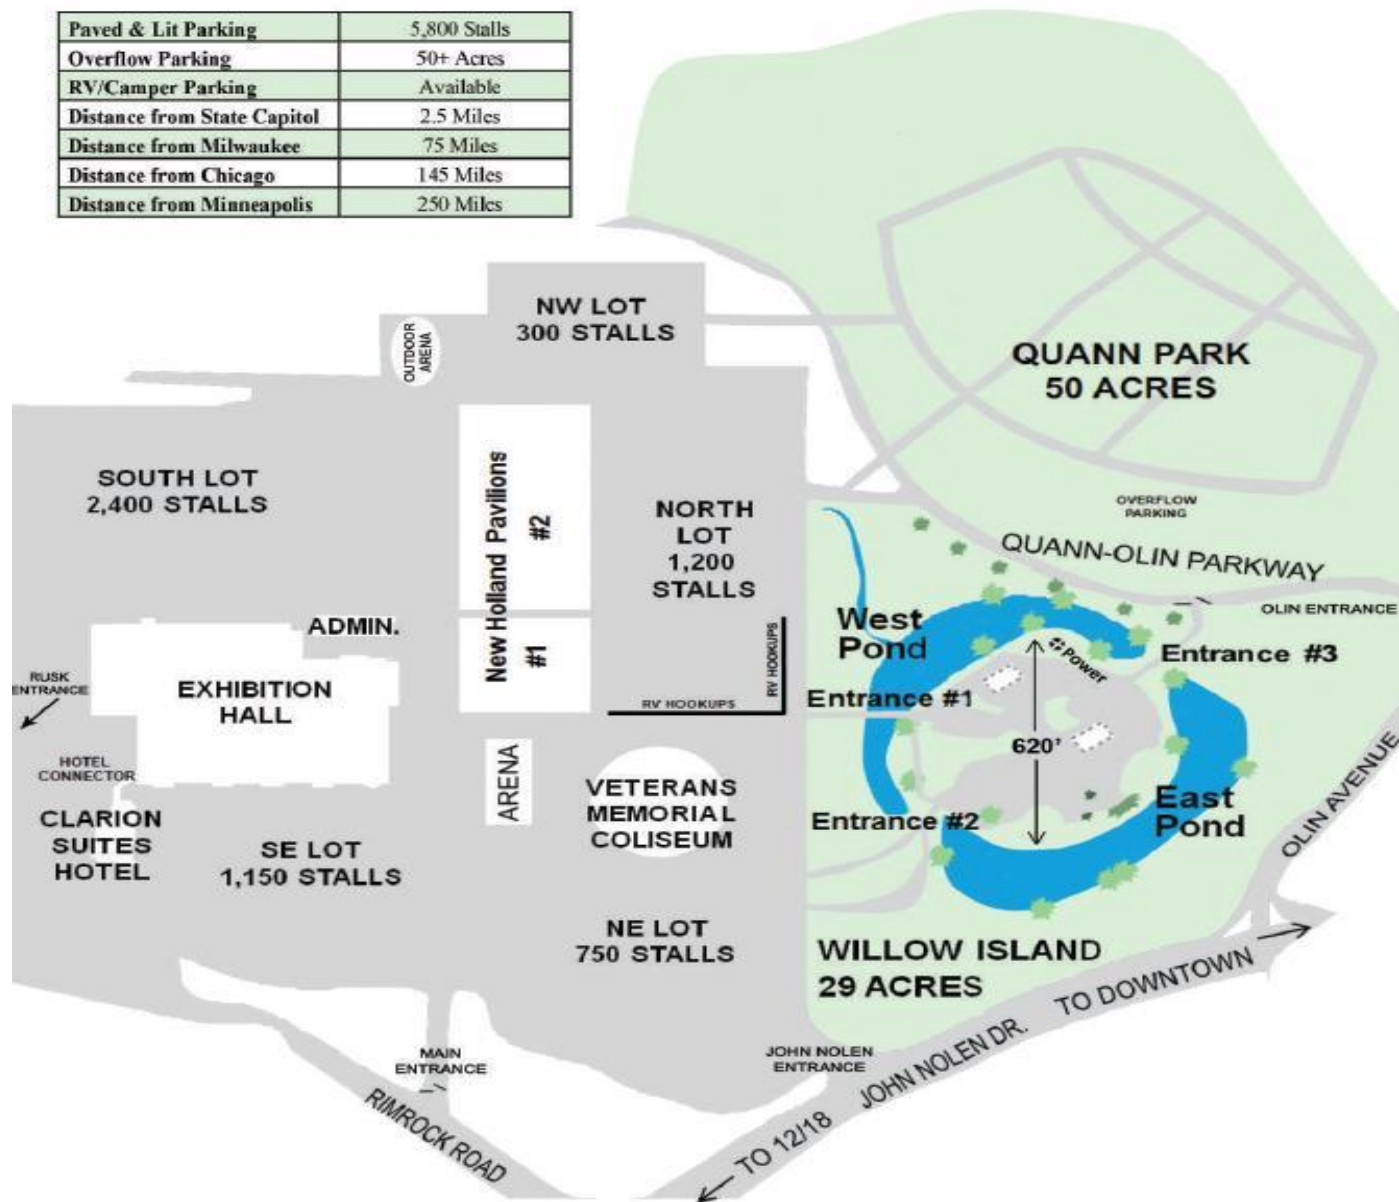 Paved & Lit Parking 5,800 Stalls
Overflow Parking 50+ Acres
RV/Camper Parking Available
Distance from State Capitol 2.5 Miles
Distance from Milwaukee 75 Miles
Distance from Chicago 145 Miles
Distance from Minneapolis 250 Miles
NW LOT
300 STALLS
OUTDOOR
ARENA
QUANN PARK
50 ACRES
SOUTH LOT
2,400 STALLS
New Holland Pavilions
#2
#1
NORTH
LOT
1,200
STALLS
OVERFLOW
PARKING
QUANN-OLIN PARKWAY
OLIN ENTRANCE
ADMIN.
West
Pond
Power
Entrance #3
RV HOOKUPS
RV HOOKUPS
RUSK
ENTRANCE
EXHIBITION
HALL
Entrance #1
620'
HOTEL
CONNECTOR
ARENA
VETERANS
MEMORIAL
COLISEUM
Entrance #2
East
Pond
OLIN AVENUE
CLARION
SUITES
HOTEL
SE LOT
1,150 STALLS
NE LOT
750 STALLS
WILLOW ISLAND
29 ACRES
TO DOWNTOWN
JOHN NOLEN DR.
TO 12/18
JOHN NOLEN
ENTRANCE
MAIN
ENTRANCE
RIMROCK ROAD